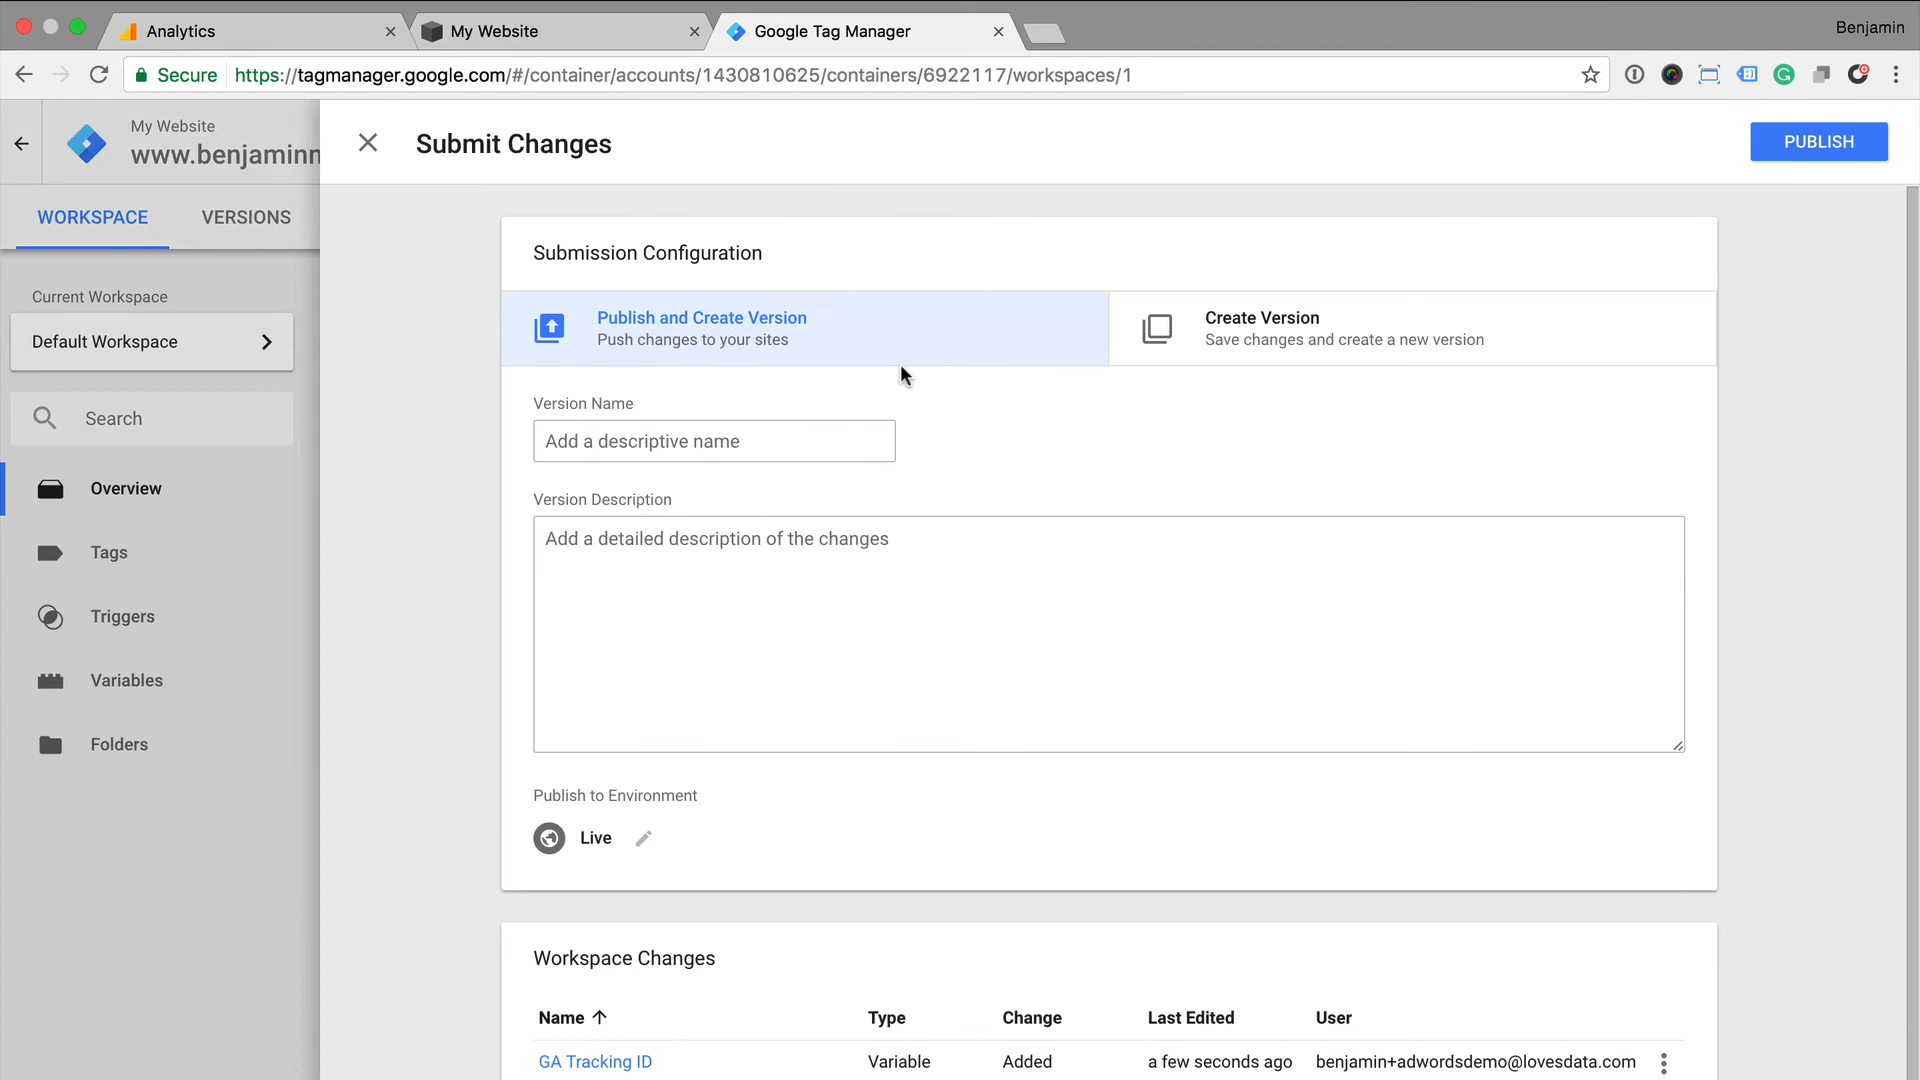 Analytics
My Website
Google Tag Manager
Benjamin
Secure https://tagmanager.google.com/#/container/accounts/1430810625/containers/6922117/workspaces/1
My Website
www.benjaminn
Submit Changes
PUBLISH
WORKSPACE
VERSIONS
Submission Configuration
Publish and Create Version
Push changes to your sites
Create Version
Save changes and create a new version
Current Workspace
Default Workspace
Search
Overview
Tags
Triggers
Variables
Folders
Version Name
Add a descriptive name
Version Description
Add a detailed description of the changes
Publish to Environment
Live
Workspace Changes
Name Type Change Last Edited User
GA Tracking ID Variable Added a few seconds ago benjamin+adwordsdemo@lovesdata.com